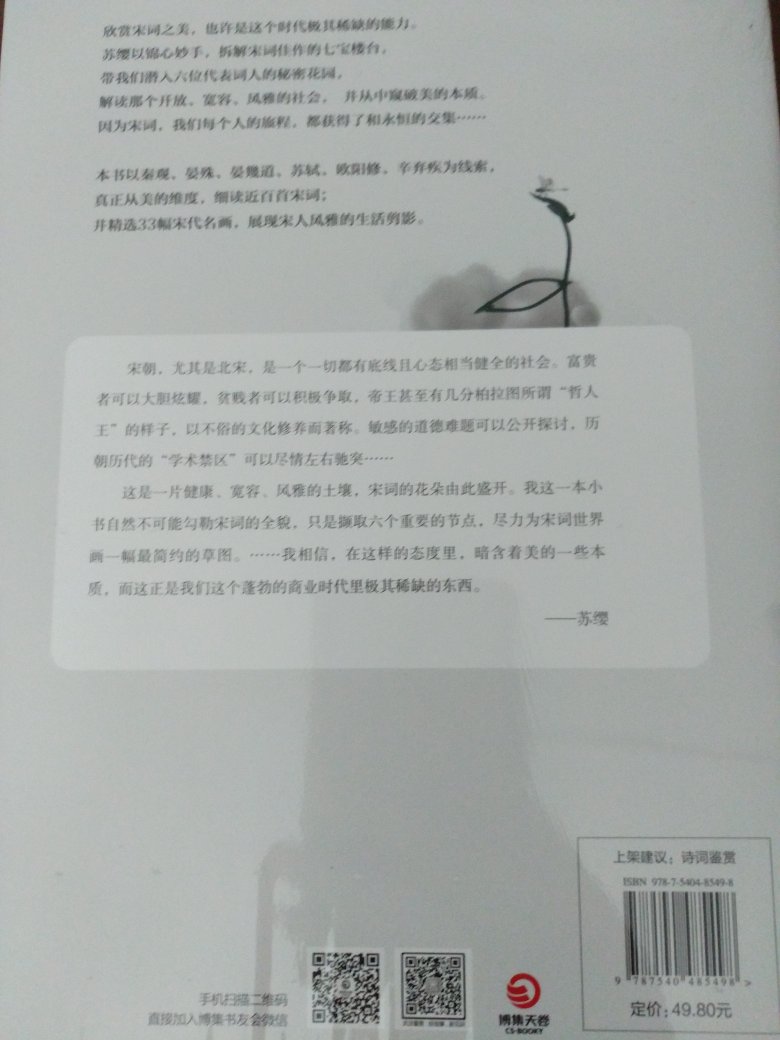 欣赏宋词之美，也许是这个时代极其稀缺的能力。
苏缨以锦心妙手，拆解宋词佳作的七宝楼台，
带我们潜入六位代表词人的秘密花园，
解读那个开放、宽容、风雅的社会， 并从中窥破美的本质。
因为宋词，我们每个人的旅程，都获得了和永恒的交集……
本书以秦观、晏殊、晏幾道、苏轼、欧阳修、辛弃疾为线索，
真正从美的维度，细读近百首宋词；
并精选33幅宋代名画，展现宋人风雅的生活剪影。
宋朝，尤其是北宋，是一个一切都有底线且心态相当健全的社会。富贵
者可以大胆炫耀，贫贱者可以积极争取，帝王甚至有几分柏拉图所谓“哲人
王”的样子，以不俗的文化修养而著称。敏感的道德难题可以公开探讨，历
朝历代的“学术禁区”可以尽情左右驰突……
这是一片健康、宽容、风雅的土壤，宋词的花朵由此盛开。我这一本小
书自然不可能勾勒宋词的全貌，只是撷取六个重要的节点，尽力为宋词世界
画一幅最简约的草图。……我相信，在这样的态度里，暗含着美的一些本
质，而这正是我们这个蓬勃的商业时代里极其稀缺的东西。
——苏缨
上架建议：诗词鉴赏
ISBN 978-7-5404-8549-8
9 787540 485498 >
定价：49.80元
手机扫描二维码
直接加入博集书友会微信
博集天卷
CS-BOOKY